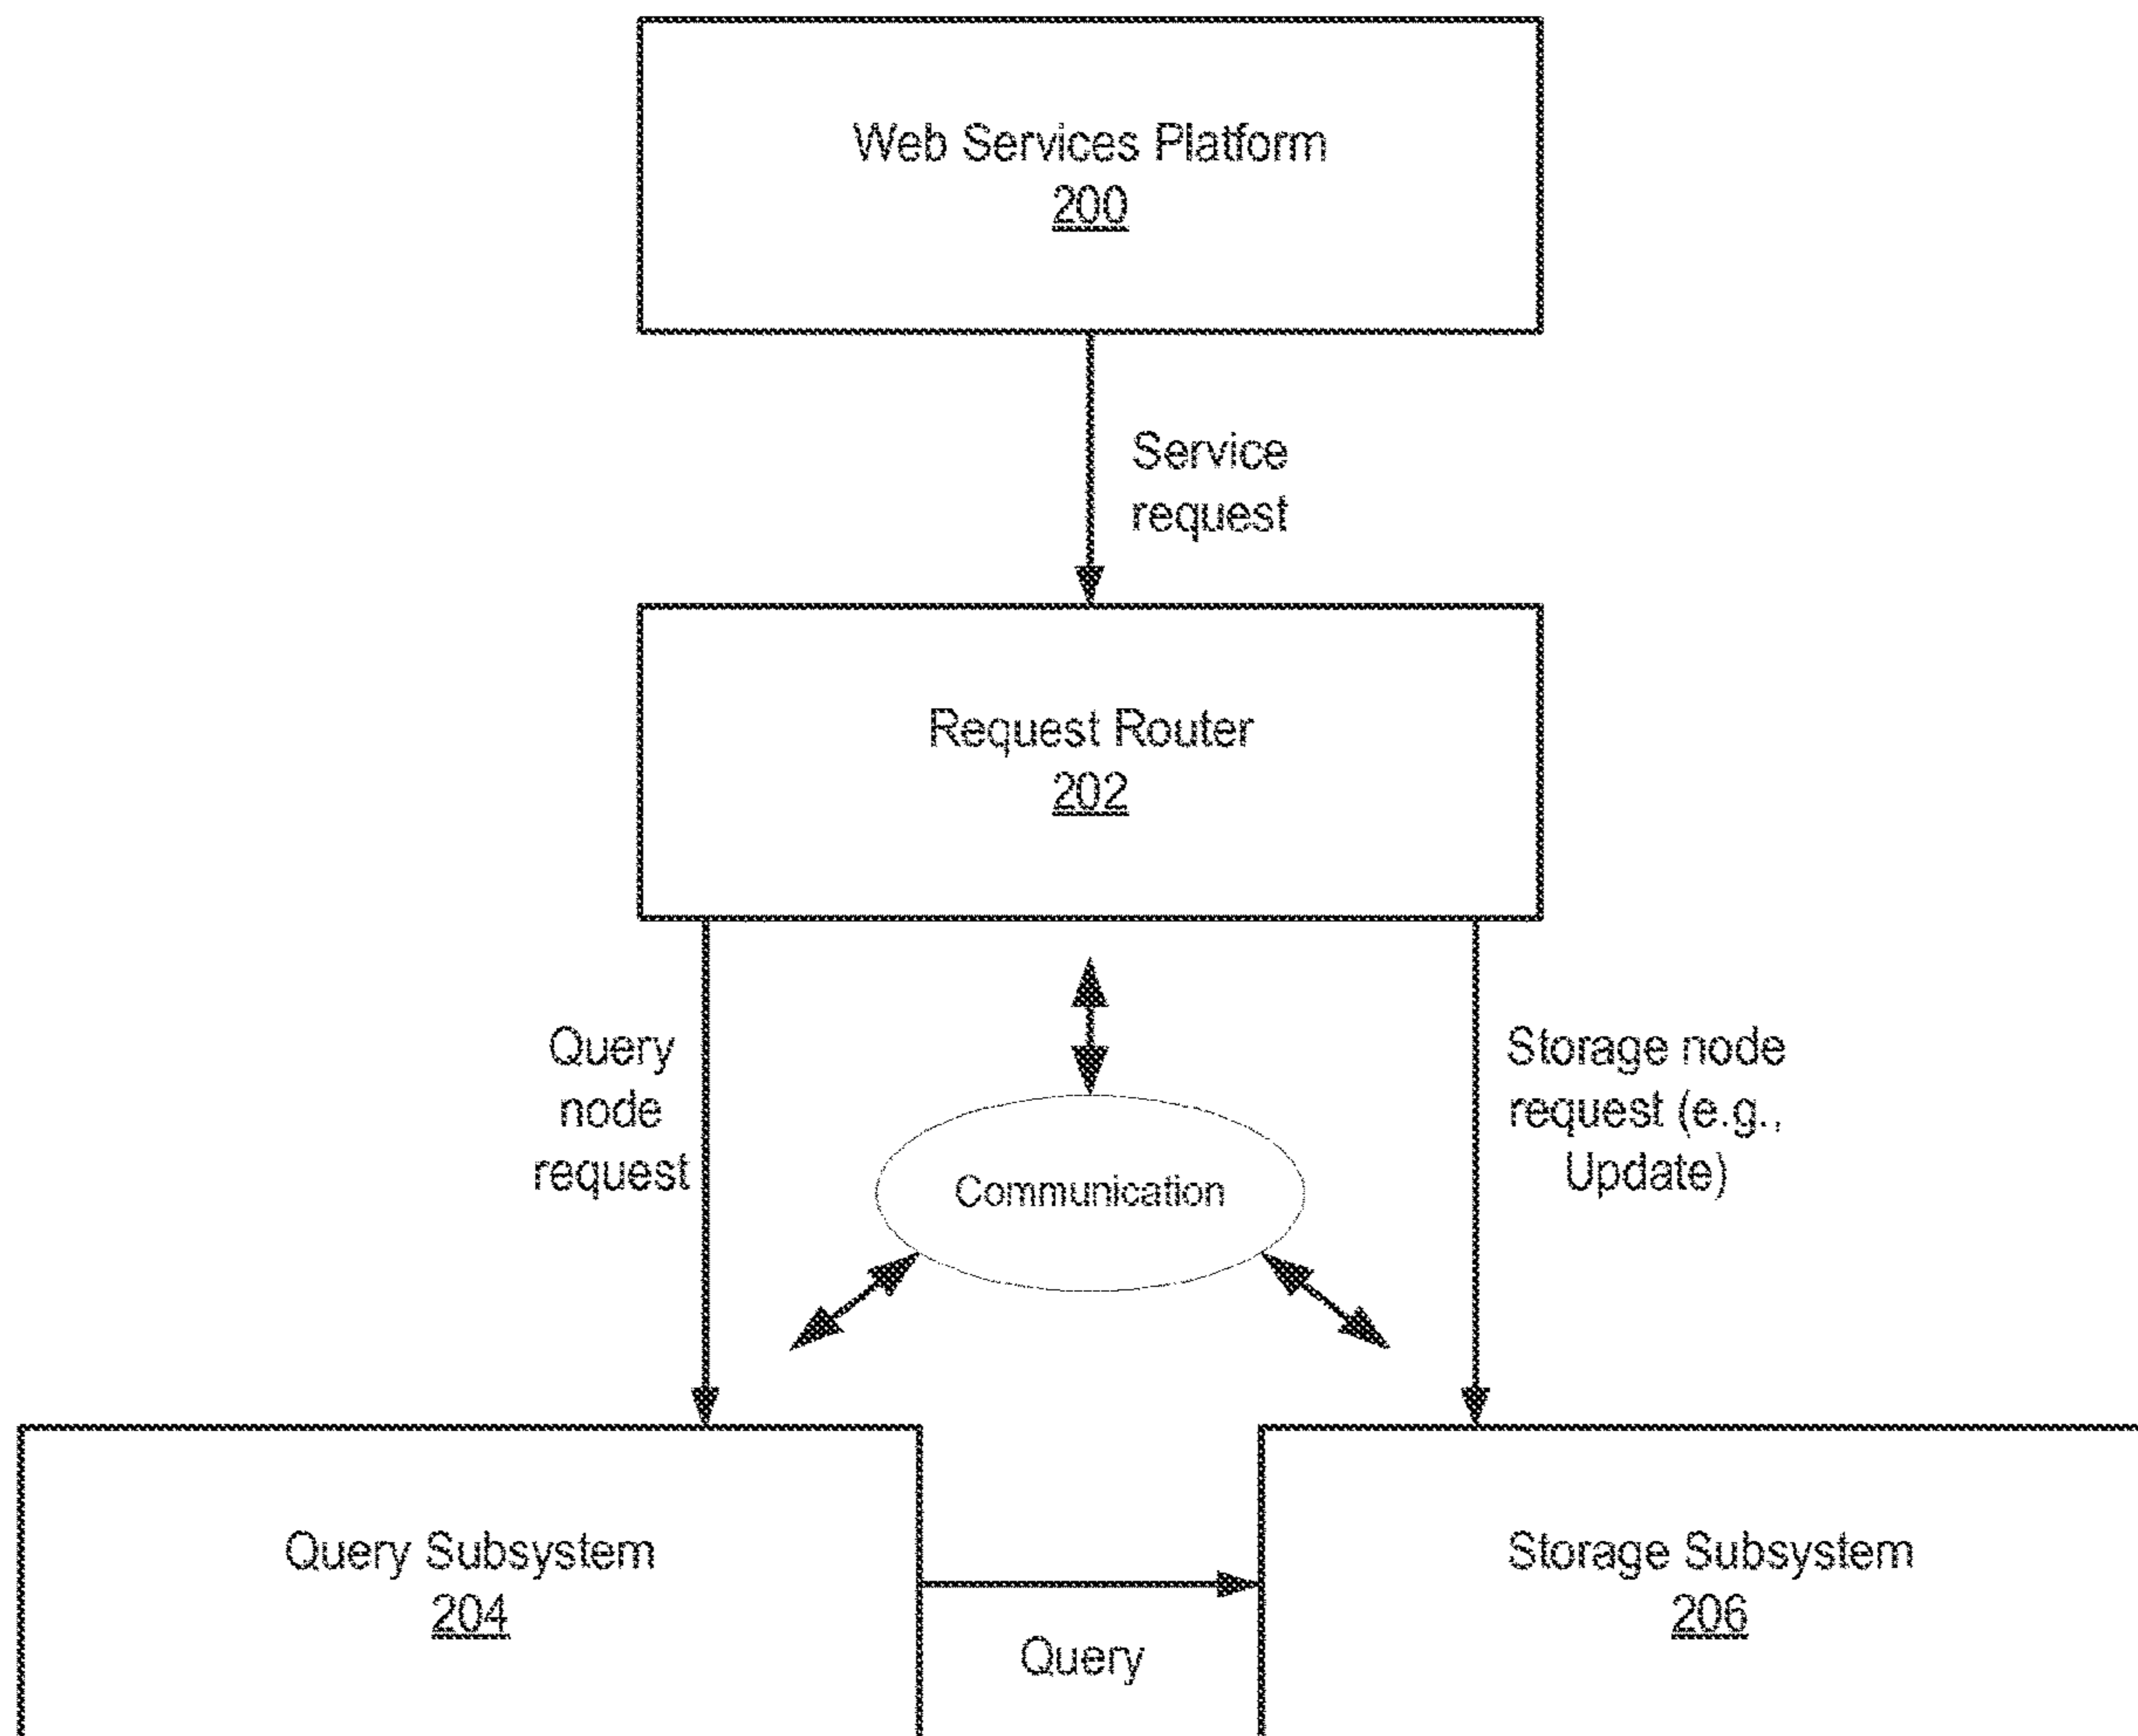 Web Services Platform
200
Service
request
Request Router
202
Query
node
request
Storage node
request (e.g.,
Update)
Communication
Query Subsystem
204
Storage Subsystem
206
Query